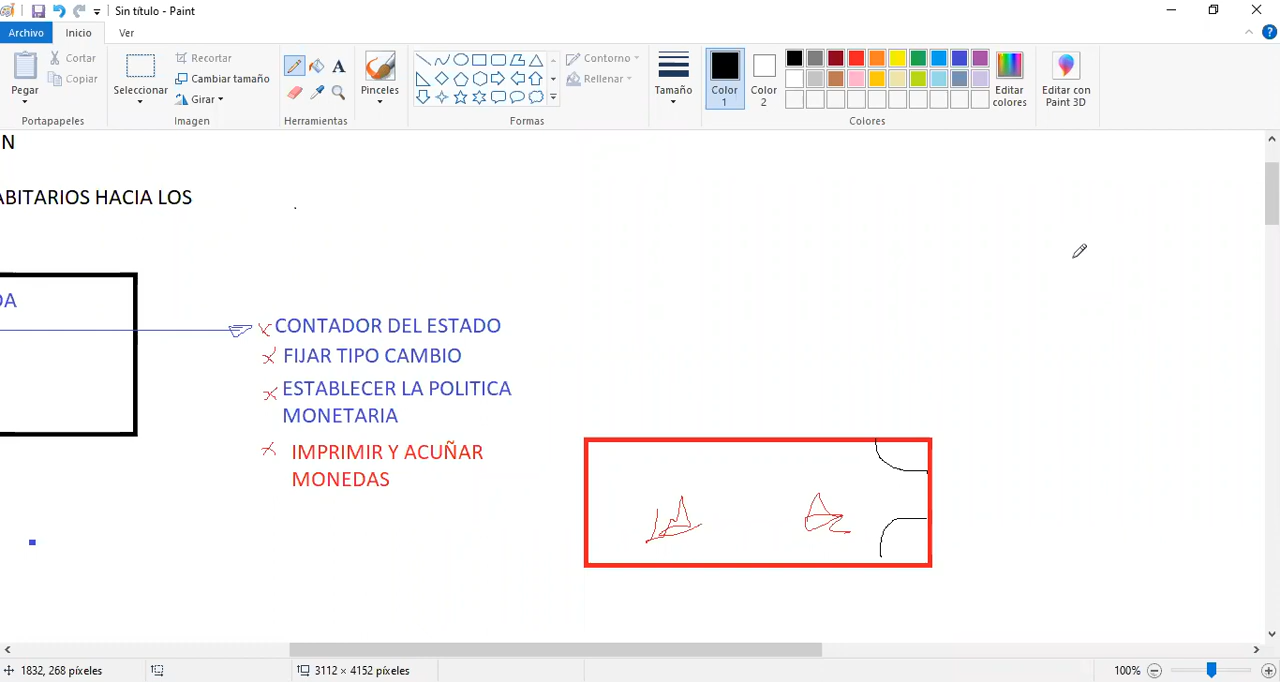 Sin título - Paint
Archivo
Inicio
Ver
Pegar
Cortar
Copiar
Portapapeles
Seleccionar
Recortar
Cambiar tamaño
Girar
Imagen
A
Herramientas
Pinceles
Contorno
Rellenar
Formas
Tamaño
Color
1
Color
2
Editar
colores
Colores
Editar con
Paint 3D
N
ABITARIOS HACIA LOS
DA
CONTADOR DEL ESTADO
FIJAR TIPO CAMBIO
ESTABLECER LA POLITICA
MONETARIA
IMPRIMIR Y ACUÑAR
MONEDAS
1832, 268 píxeles
3112 × 4152 píxeles
100%